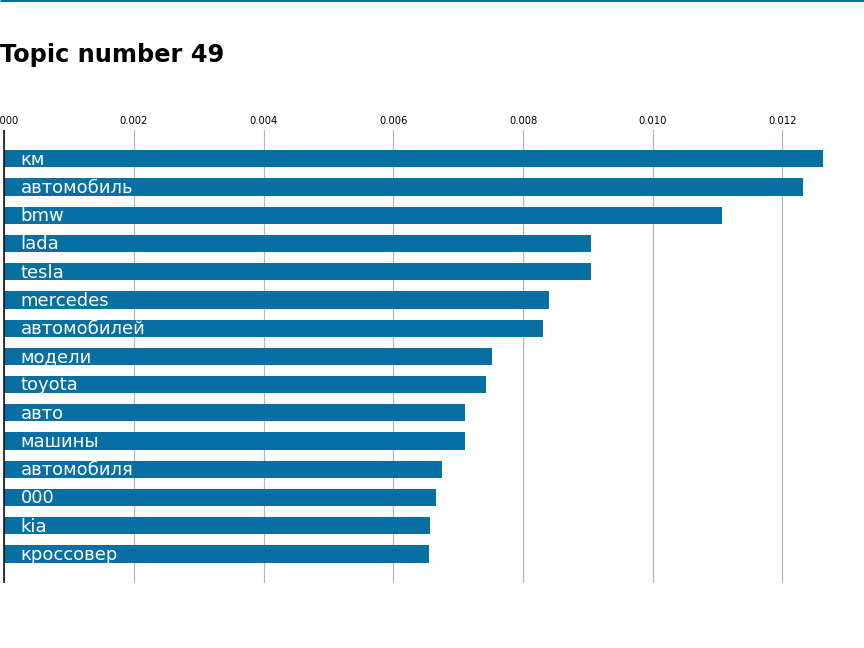 Topic number 49
000 0.002 0.004 0.006 0.008 0.010 0.012
км
автомобиль
bmw
lada
tesla
mercedes
автомобилей
модели
toyota
авто
машины
автомобиля
000
kia
кроссовер